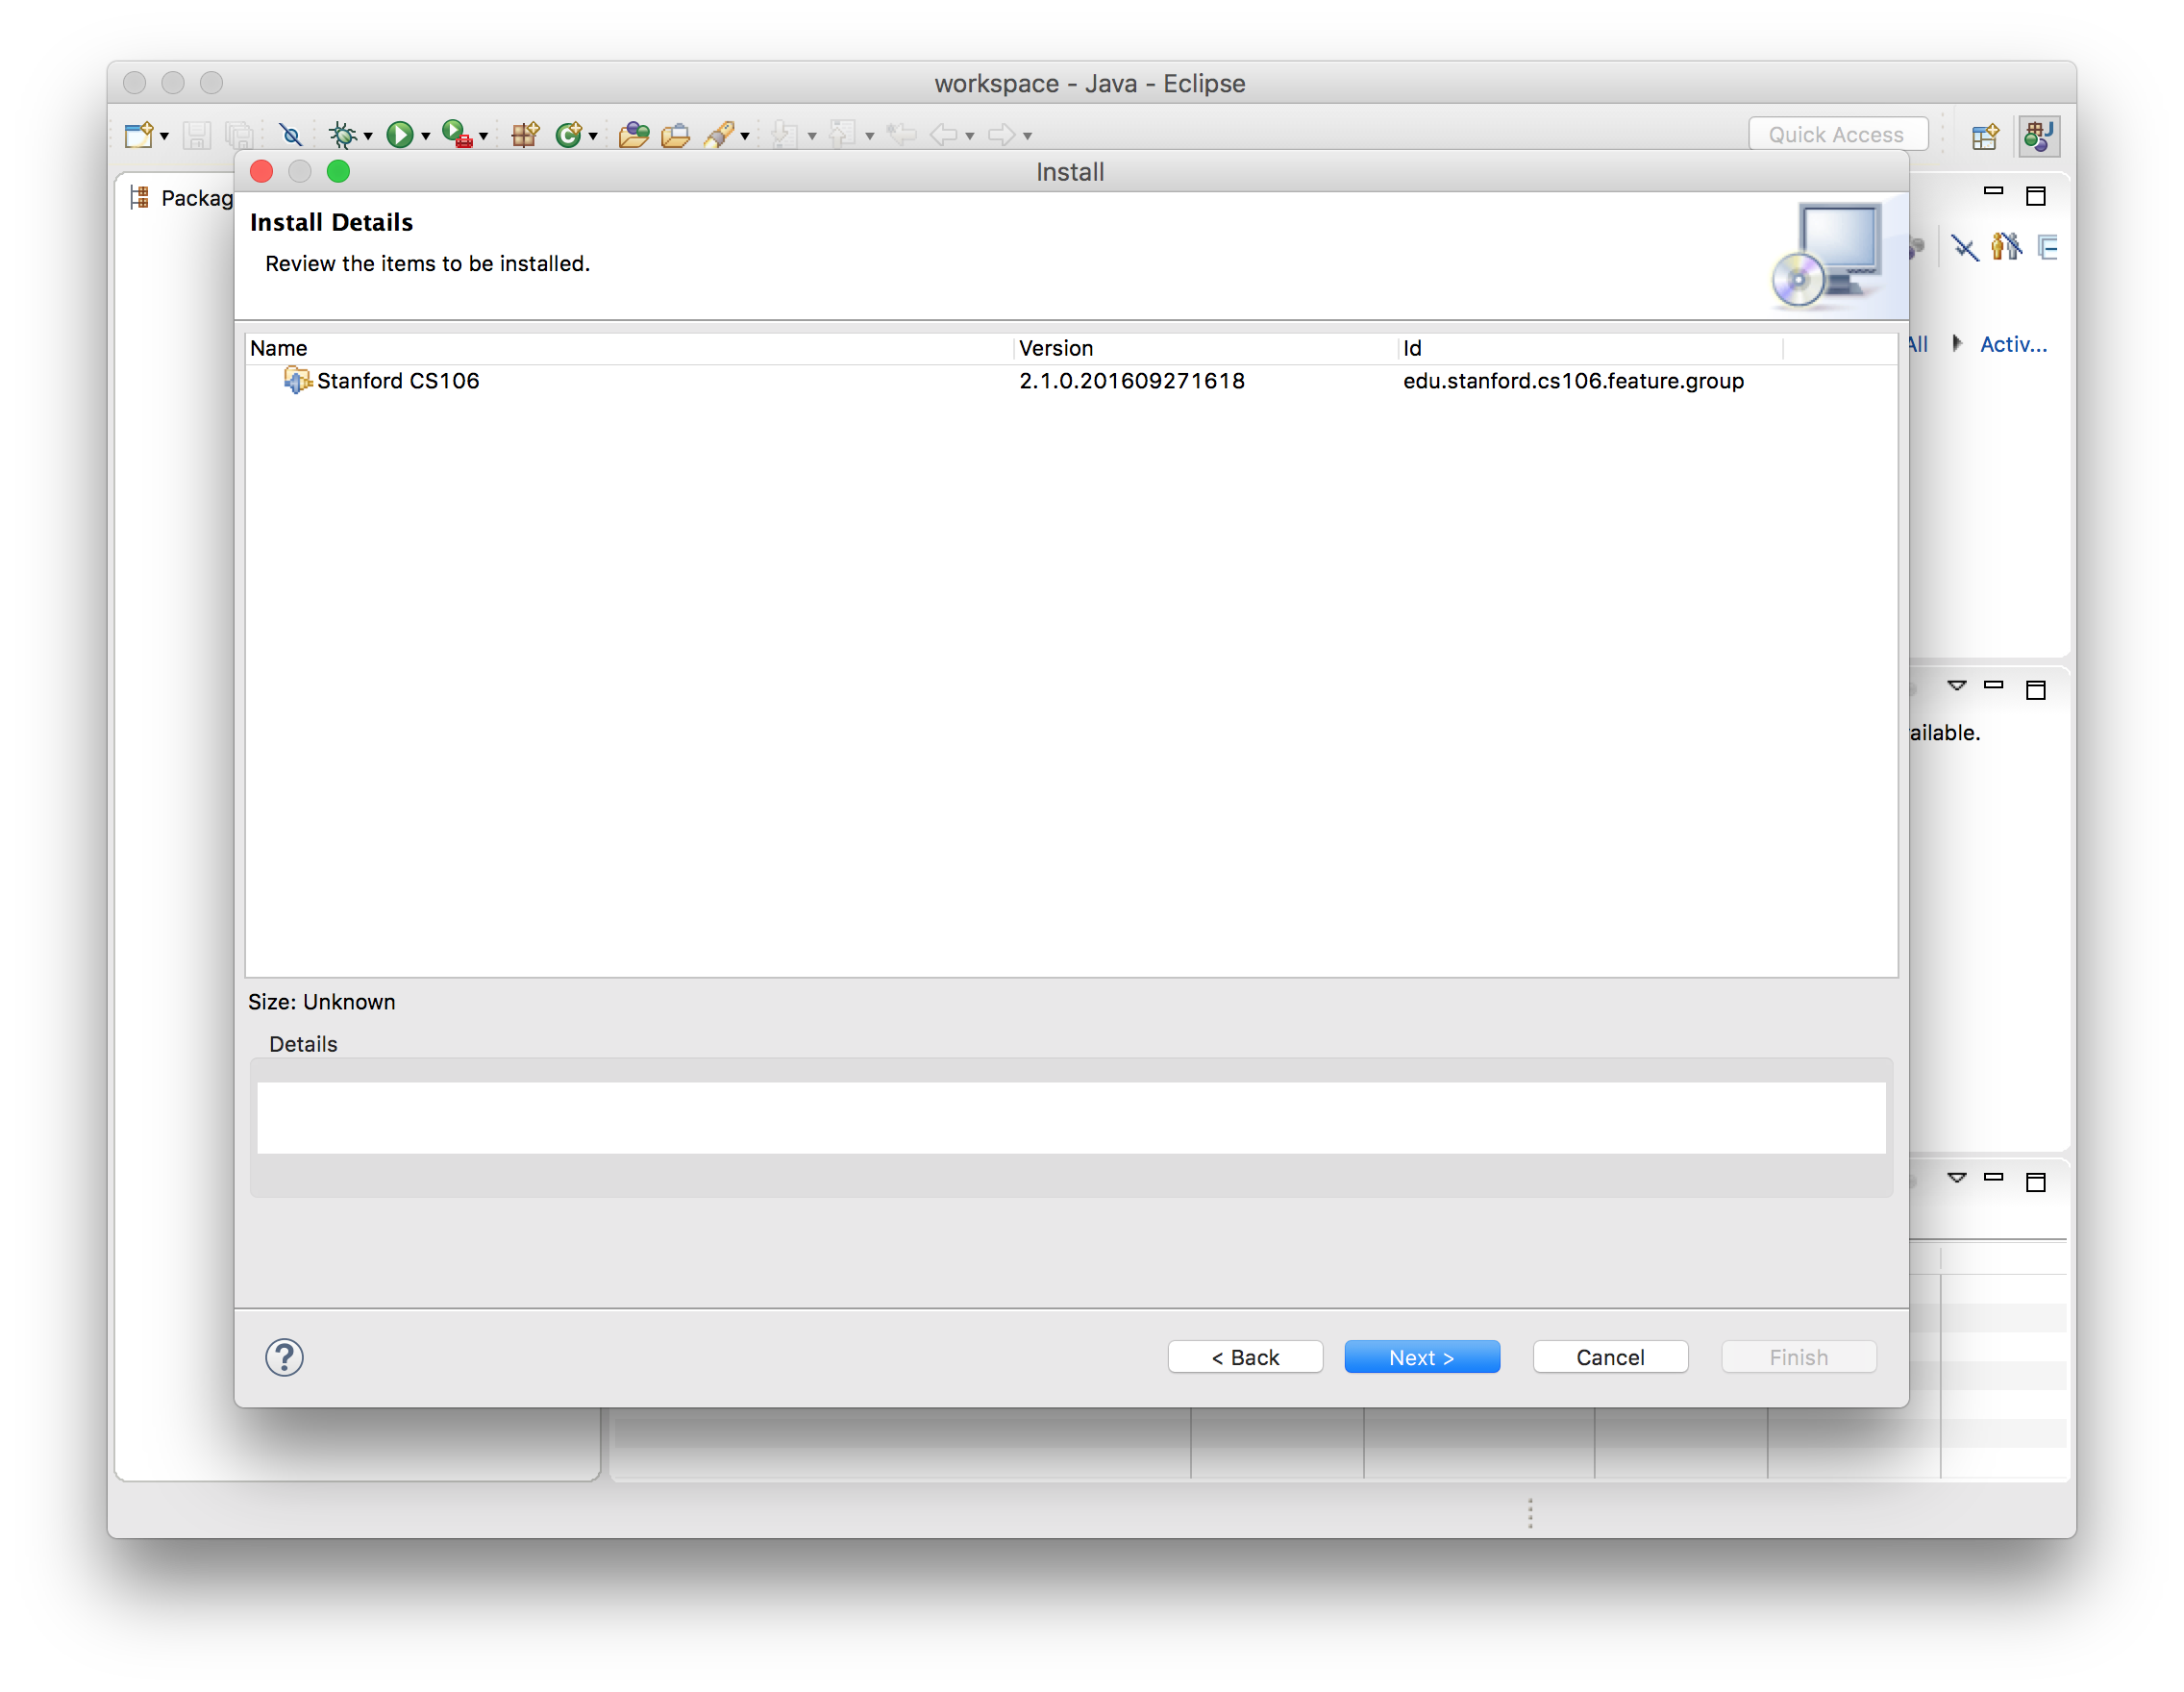 workspace - Java - Eclipse
Quick Access
Install
Packag
Install Details
Review the items to be installed.
Name Version Id
All Activ...
Stanford CS106 2.1.0.201609271618 edu.stanford.cs106.feature.group
ailable.
Size: Unknown
Details
? < Back Next > Cancel Finish